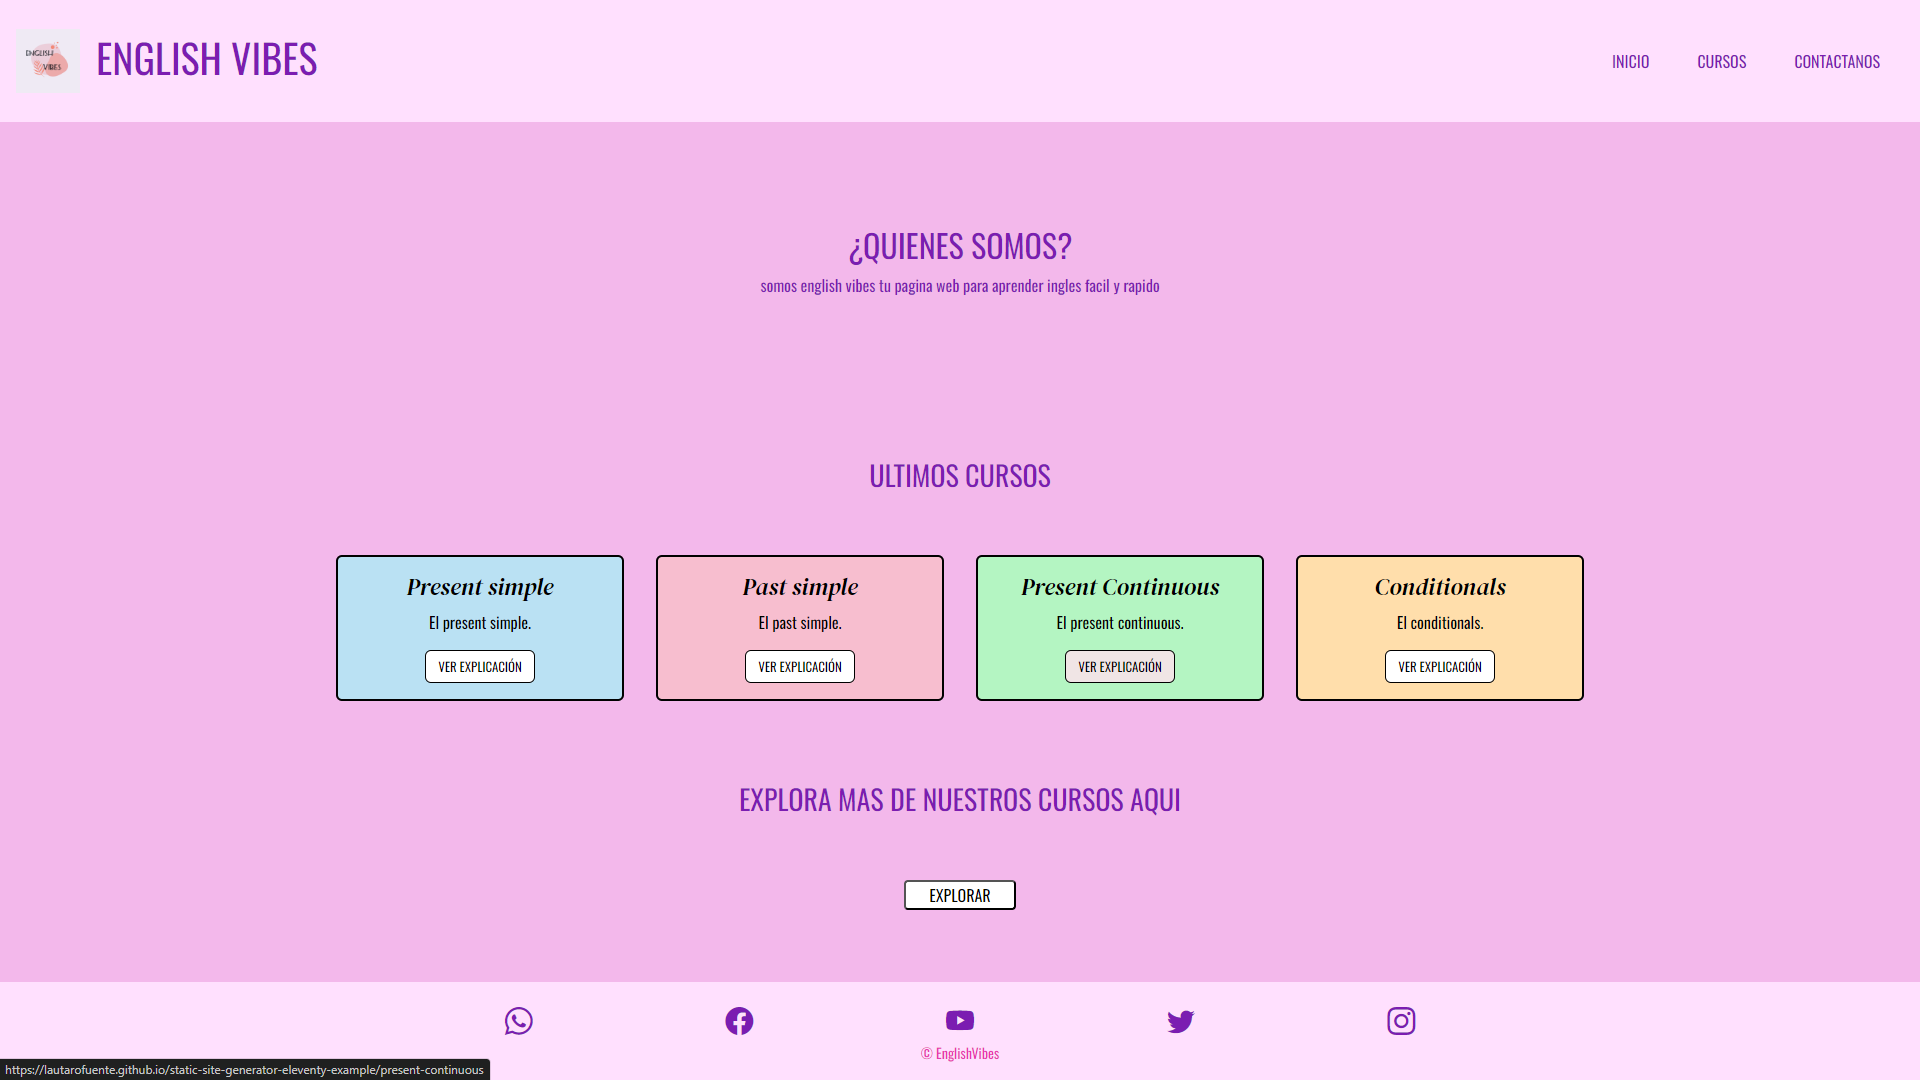 ENGLISH
VIBES
ENGLISH VIBES
INICIO
CURSOS
CONTACTANOS
¿QUIENES SOMOS?
somos english vibes tu pagina web para aprender ingles facil y rapido
ULTIMOS CURSOS
Present simple
El present simple.
VER EXPLICACIÓN
Past simple
El past simple.
VER EXPLICACIÓN
Present Continuous
El present continuous.
VER EXPLICACIÓN
Conditionals
El conditionals.
VER EXPLICACIÓN
EXPLORA MAS DE NUESTROS CURSOS AQUI
EXPLORAR
© EnglishVibes
https://lautarofuente.github.io/static-site-generator-eleventy-example/present-continuous